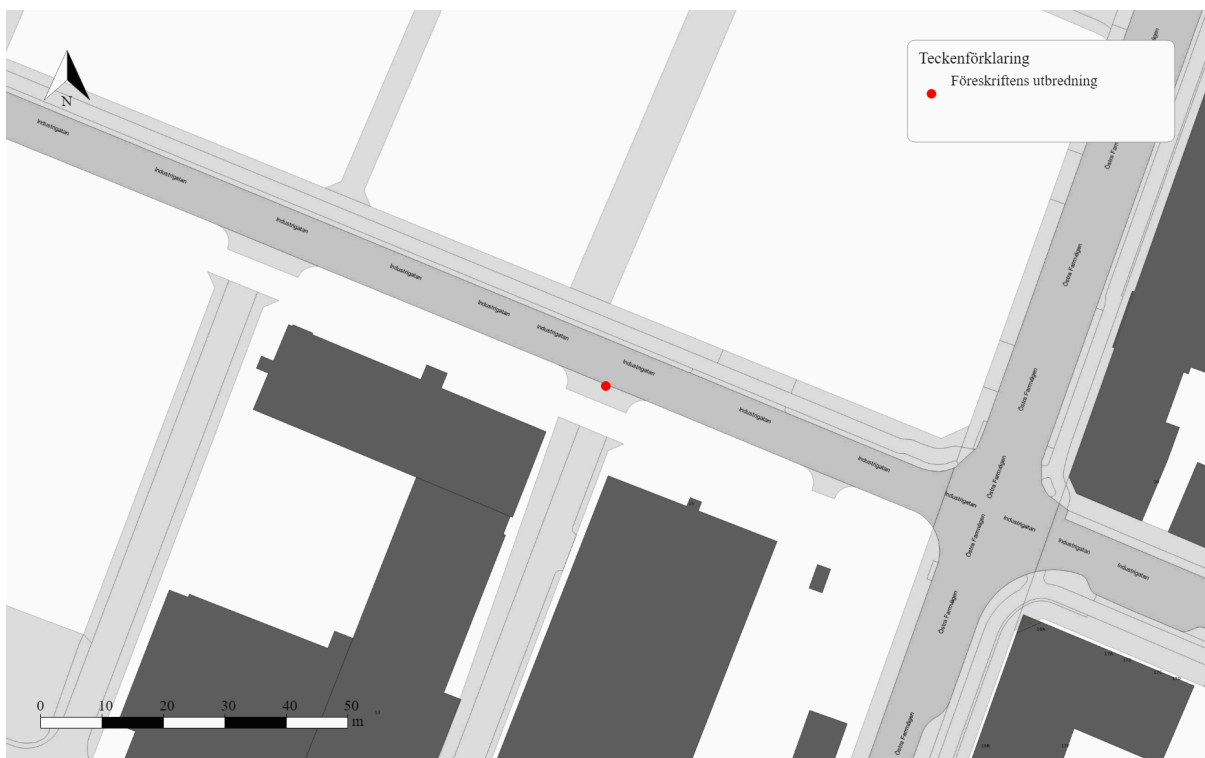 Teckenförklaring
Föreskriftens utbredning
N
Industrigatan
Industrigatan
Industrigatan
Industrigatan
Industrigatan
Industrigatan
Industrigatan
Industrigatan
Industrigatan
Industrigatan
Industrigatan
Industrigatan
Industrigatan
Östra Farmvägen
Östra Farmvägen
Östra Farmvägen
Östra Farmvägen
Östra Farmvägen
Östra Farmvägen
0 10 20 30 40 50
m